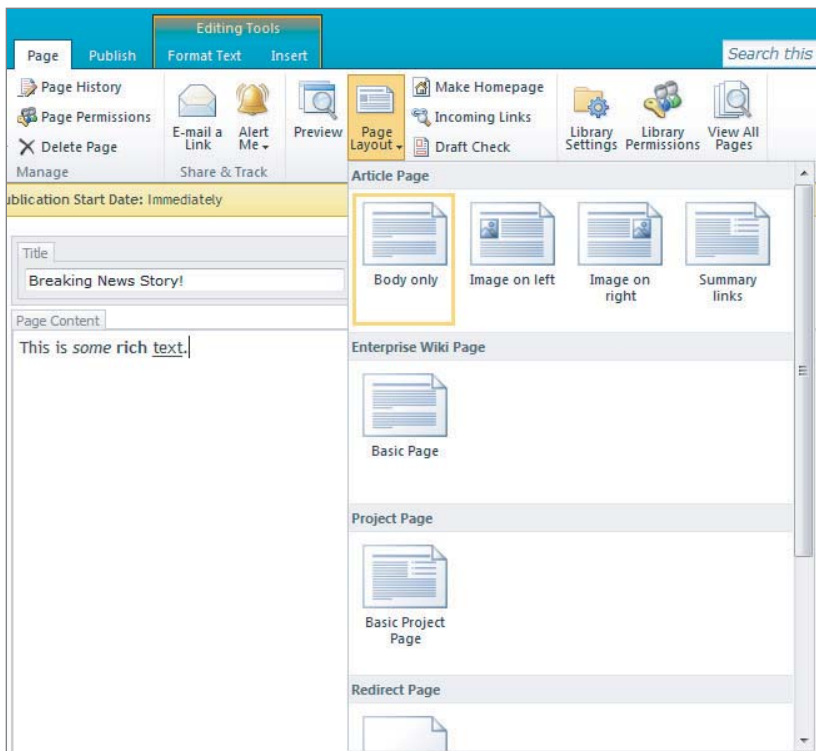 Editing Tools
Page Publish Format Text Insert
Search this
Page History
Page Permissions
Delete Page
Manage
E-mail a
Link
Alert
Me
Share & Track
Preview
Page
Layout
Make Homepage
Incoming Links
Draft Check
Library
Settings
Library
Permissions
View All
Pages
ublication Start Date: Immediately
Title
Breaking News Story!
Page Content
This is some rich text.
Article Page
Body only
Image on left
Image on
right
Summary
links
Enterprise Wiki Page
Basic Page
Project Page
Basic Project
Page
Redirect Page